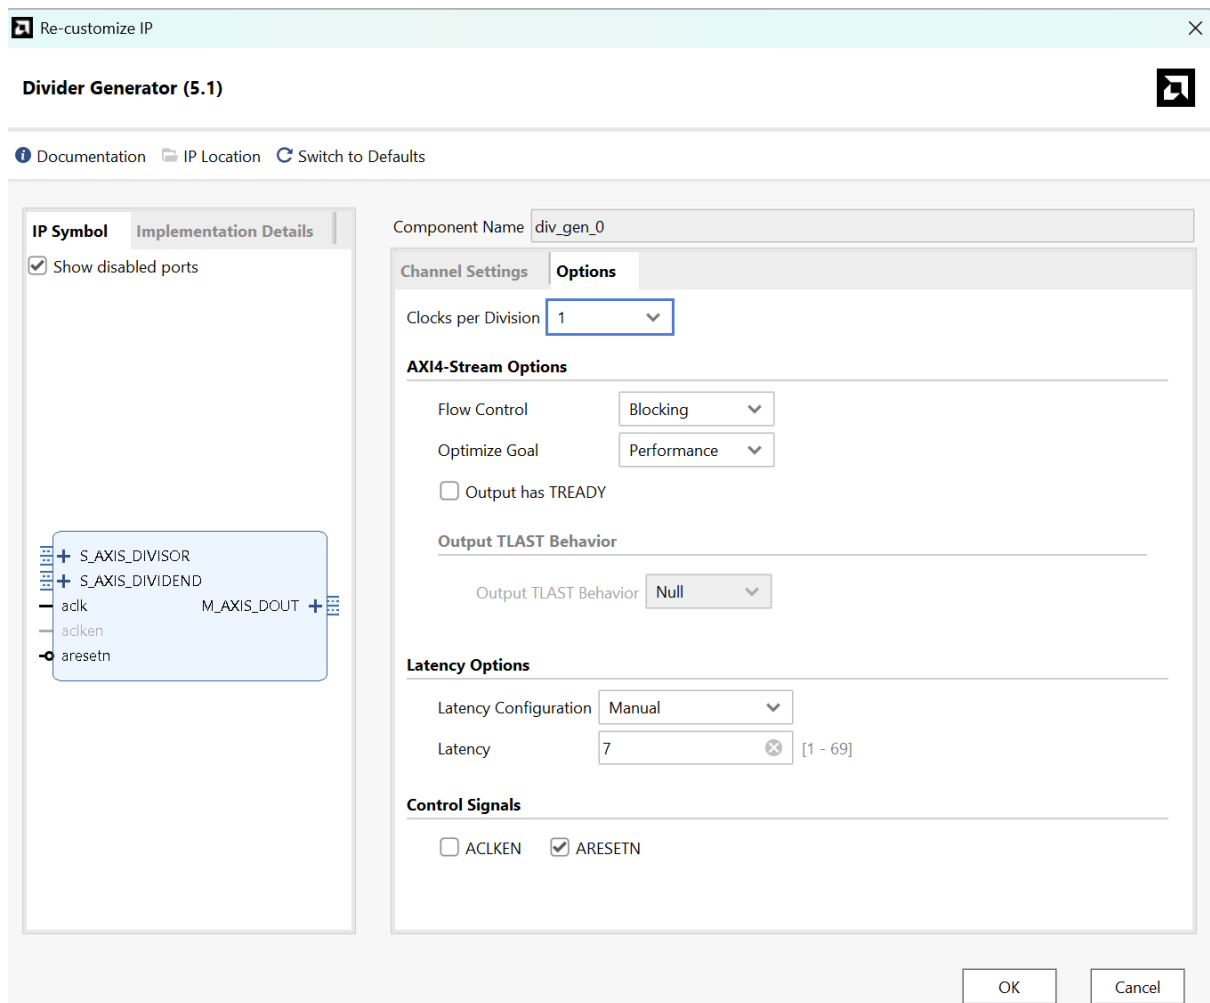 Re-customize IP
Divider Generator (5.1)
Documentation IP Location Switch to Defaults
IP Symbol Implementation Details
Show disabled ports
S_AXIS_DIVISOR
S_AXIS_DIVIDEND
aclk M_AXIS_DOUT
aclken
aresetn
Component Name div_gen_0
Channel Settings Options
Clocks per Division 1
AXI4-Stream Options
Flow Control Blocking
Optimize Goal Performance
Output has TREADY
Output TLAST Behavior
Output TLAST Behavior Null
Latency Options
Latency Configuration Manual
Latency 7 [1 - 69]
Control Signals
ACLKEN ARESETN
OK Cancel